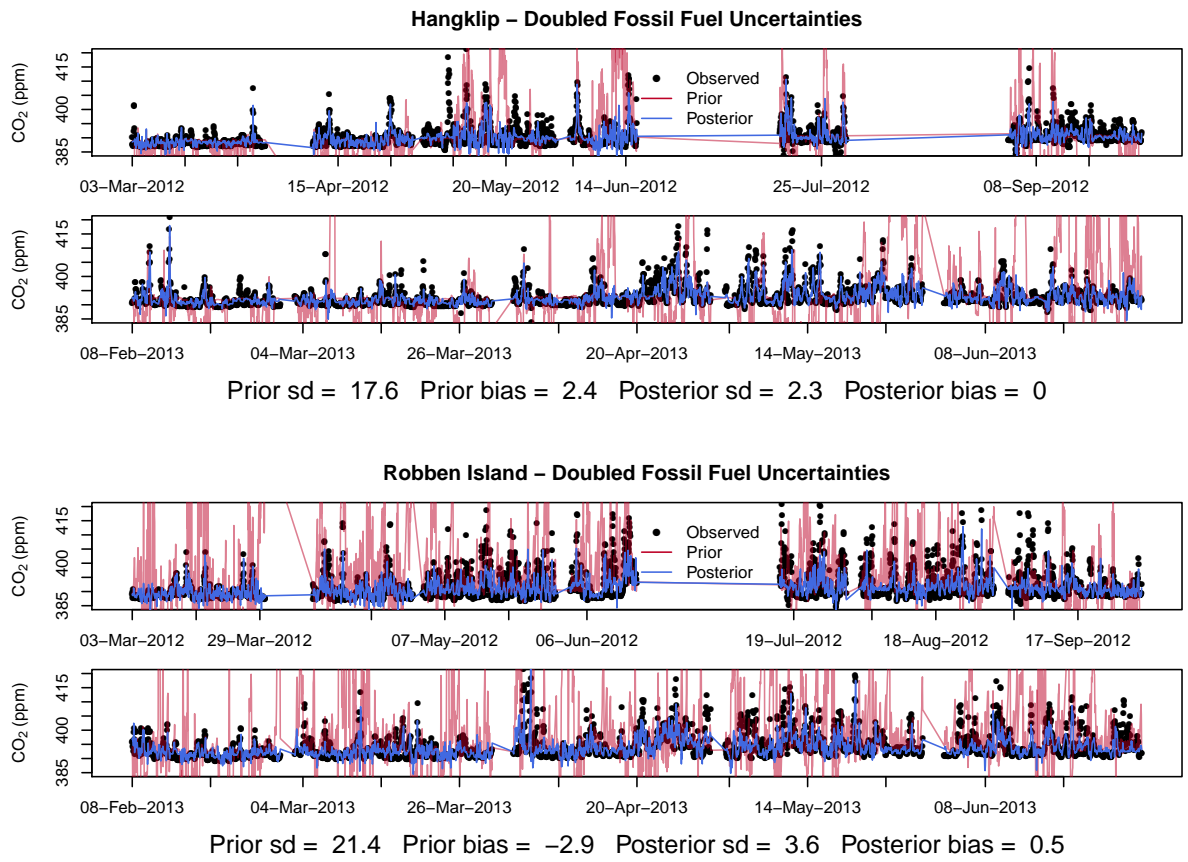 Hangklip – Doubled Fossil Fuel Uncertainties
CO2 (ppm)
385 400 415
Observed
Prior
Posterior
03−Mar−2012 15−Apr−2012 20−May−2012 14−Jun−2012 25−Jul−2012 08−Sep−2012
CO2 (ppm)
385 400 415
08−Feb−2013 04−Mar−2013 26−Mar−2013 20−Apr−2013 14−May−2013 08−Jun−2013
Prior sd = 17.6 Prior bias = 2.4 Posterior sd = 2.3 Posterior bias = 0
Robben Island – Doubled Fossil Fuel Uncertainties
CO2 (ppm)
385 400 415
Observed
Prior
Posterior
03−Mar−2012 29−Mar−2012 07−May−2012 06−Jun−2012 19−Jul−2012 18−Aug−2012 17−Sep−2012
CO2 (ppm)
385 400 415
08−Feb−2013 04−Mar−2013 26−Mar−2013 20−Apr−2013 14−May−2013 08−Jun−2013
Prior sd = 21.4 Prior bias = −2.9 Posterior sd = 3.6 Posterior bias = 0.5